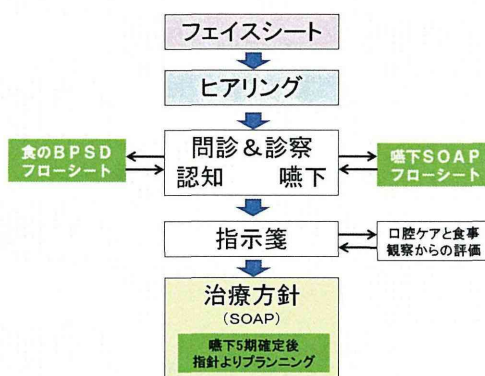 フェイスシート
ヒアリング
問診&診察
認知 嚥下
食のBPSD
フローシート
嚥下SOAP
フローシート
指示箋
口腔ケアと食事
観察からの評価
治療方針
(SOAP)
嚥下5期確定後
指針よりプランニング